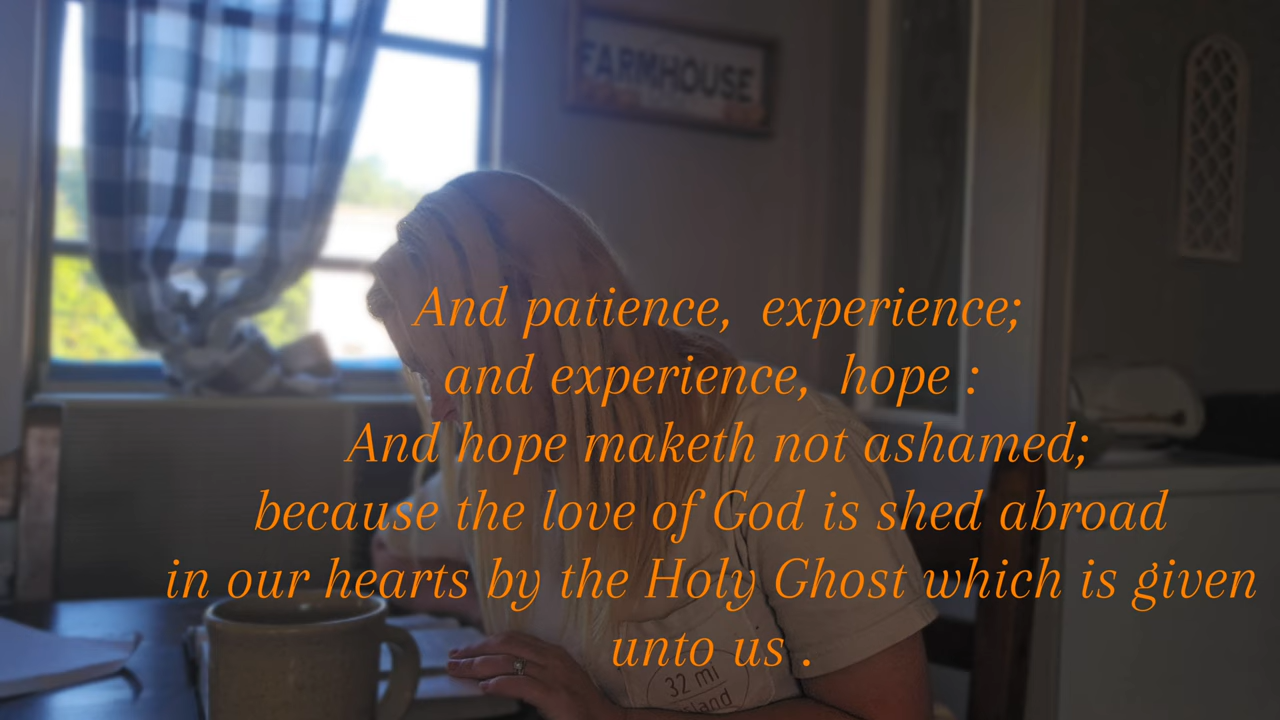 FARMHOUSE
And patience, experience;
and experience, hope :
And hope maketh not ashamed;
because the love of God is shed abroad
in our hearts by the Holy Ghost which is given
unto us .
32 mi